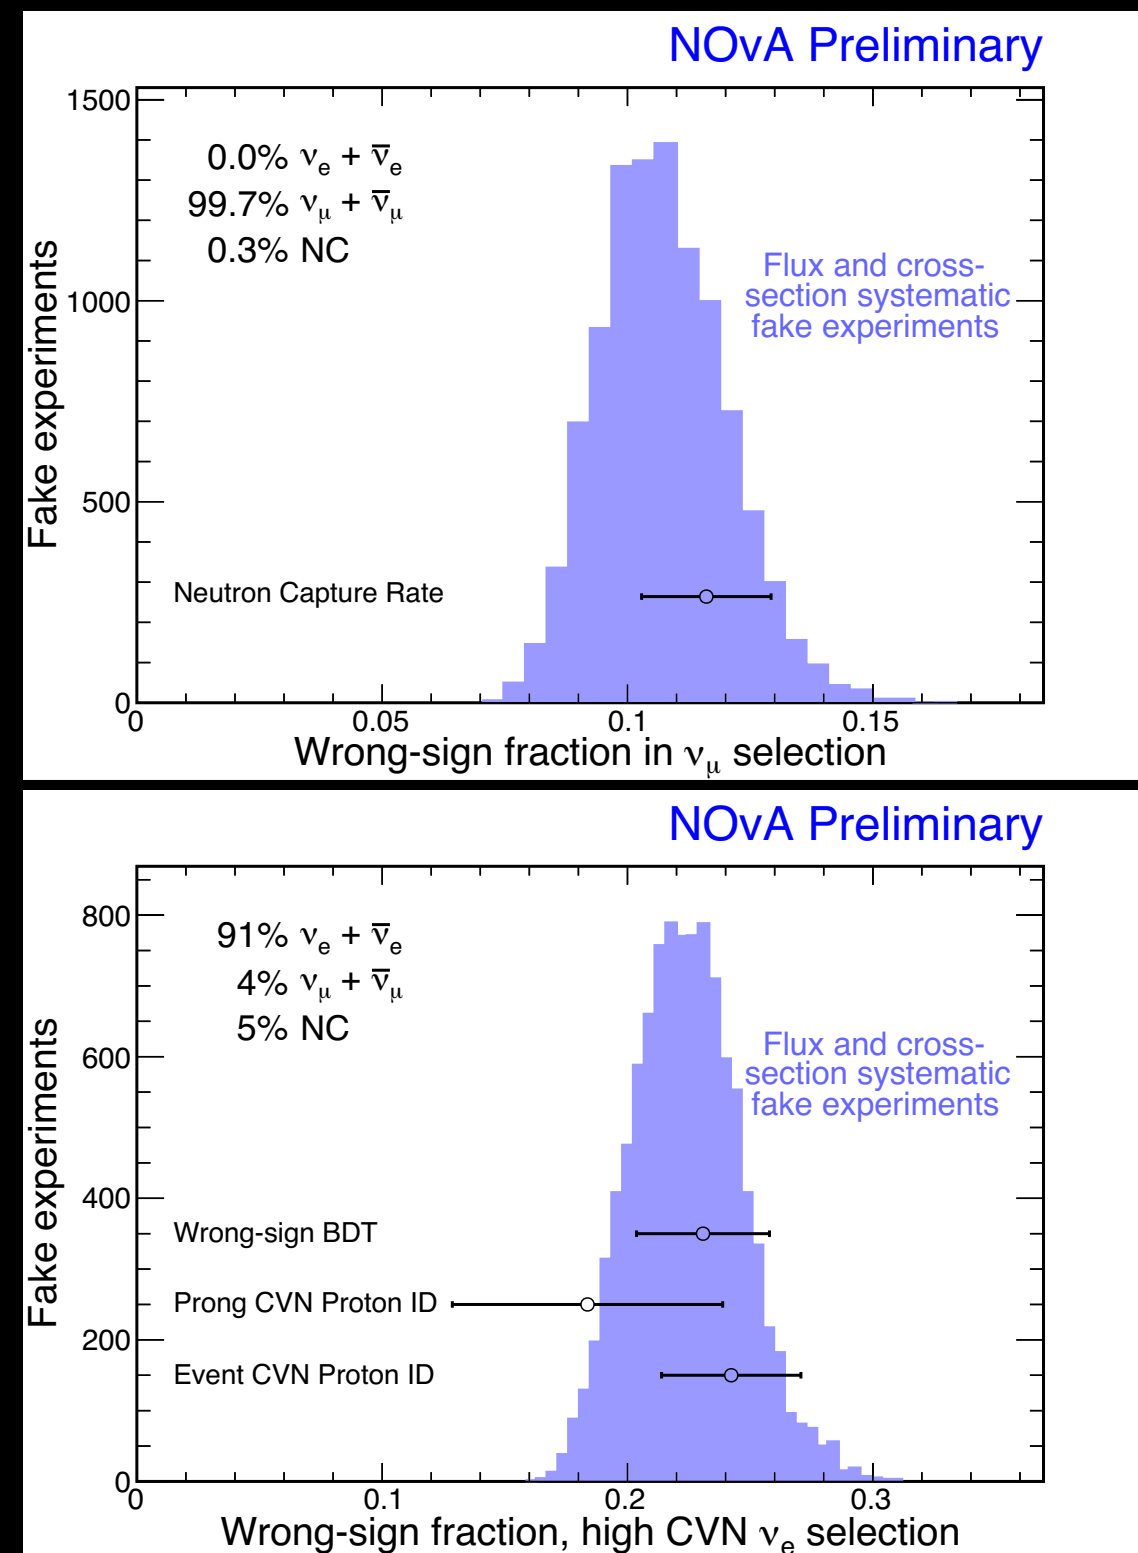 NOvA Preliminary
1500
1000
500
0
0.0% νe + ν̅e
99.7% νμ + ν̅μ
0.3% NC
Flux and cross-
section systematic
fake experiments
Neutron Capture Rate
Fake experiments
0 0.05 0.1 0.15
Wrong-sign fraction in νμ selection
NOvA Preliminary
800
600
400
200
0
91% νe + ν̅e
4% νμ + ν̅μ
5% NC
Flux and cross-
section systematic
fake experiments
Wrong-sign BDT
Prong CVN Proton ID
Event CVN Proton ID
Fake experiments
0 0.1 0.2 0.3
Wrong-sign fraction, high CVN νe selection